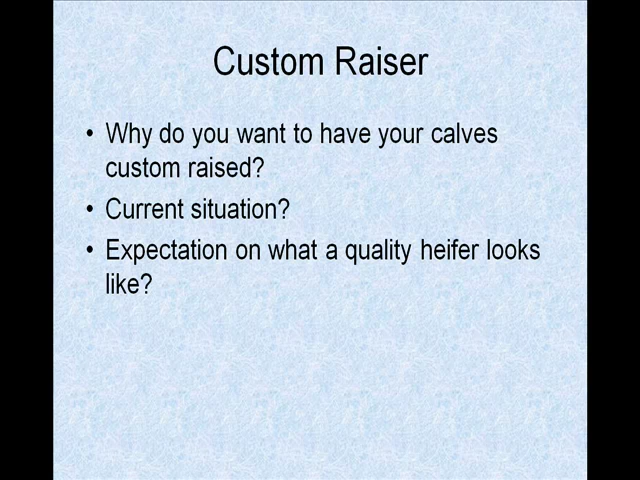 Custom Raiser
• Why do you want to have your calves
custom raised?
• Current situation?
• Expectation on what a quality heifer looks
like?